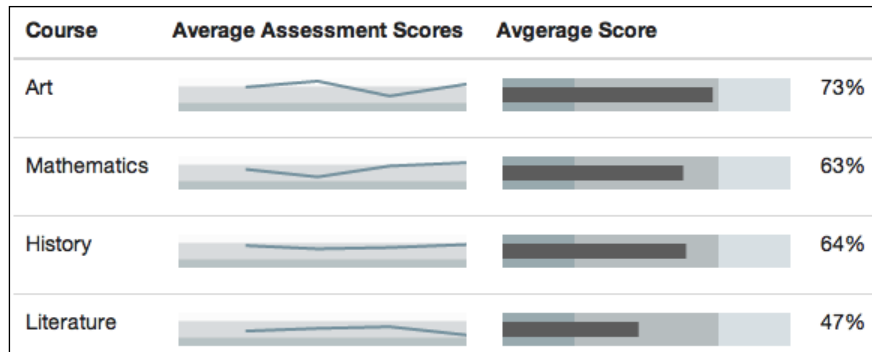 Course Average Assessment Scores Avgerage Score
Art 73%
Mathematics 63%
History 64%
Literature 47%